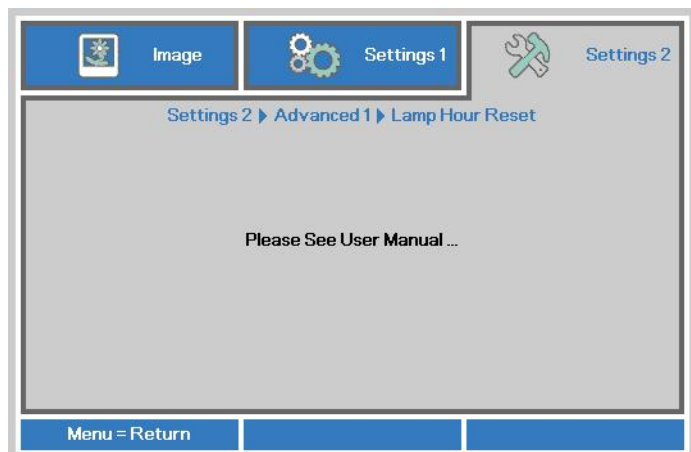 Image
Settings 1
Settings 2
Settings 2 ▶ Advanced 1 ▶ Lamp Hour Reset
Please See User Manual ...
Menu = Return